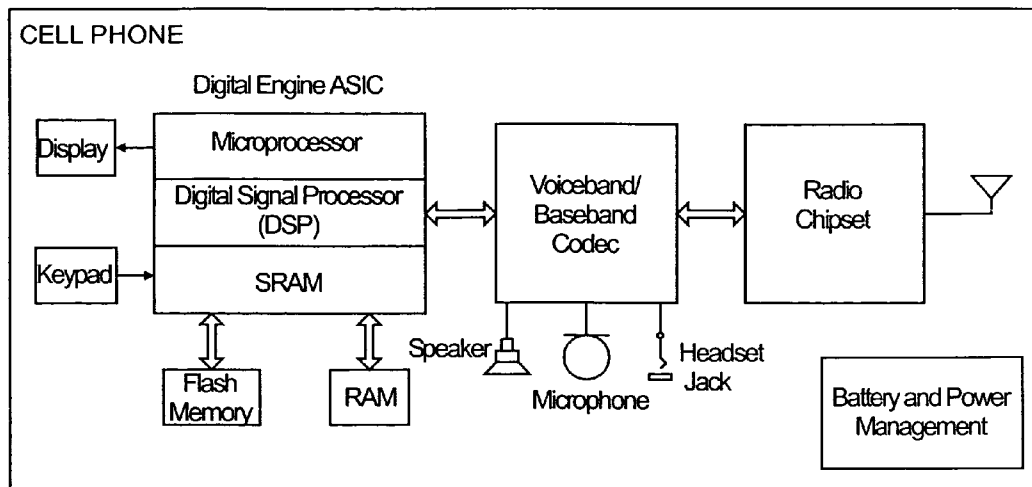 CELL PHONE
Digital Engine ASIC
Display
Microprocessor
Digital Signal Processor
(DSP)
Keypad
SRAM
Flash
Memory
RAM
Voiceband/
Baseband
Codec
Speaker
Microphone
Headset
Jack
Radio
Chipset
Battery and Power
Management